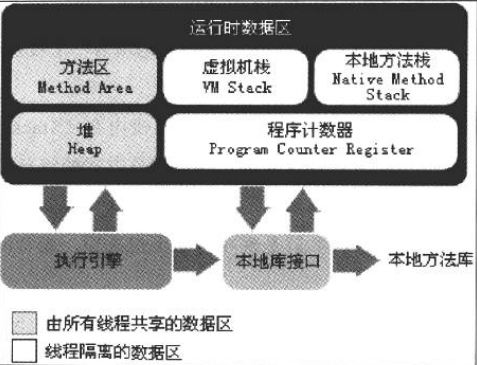 运行时数据区
方法区
Method Area
虚拟机栈
VM Stack
本地方法栈
Native Method
Stack
堆
Heap
程序计数器
Program Counter Register
执行引擎
本地库接口
本地方法库
由所有线程共享的数据区
线程隔离的数据区